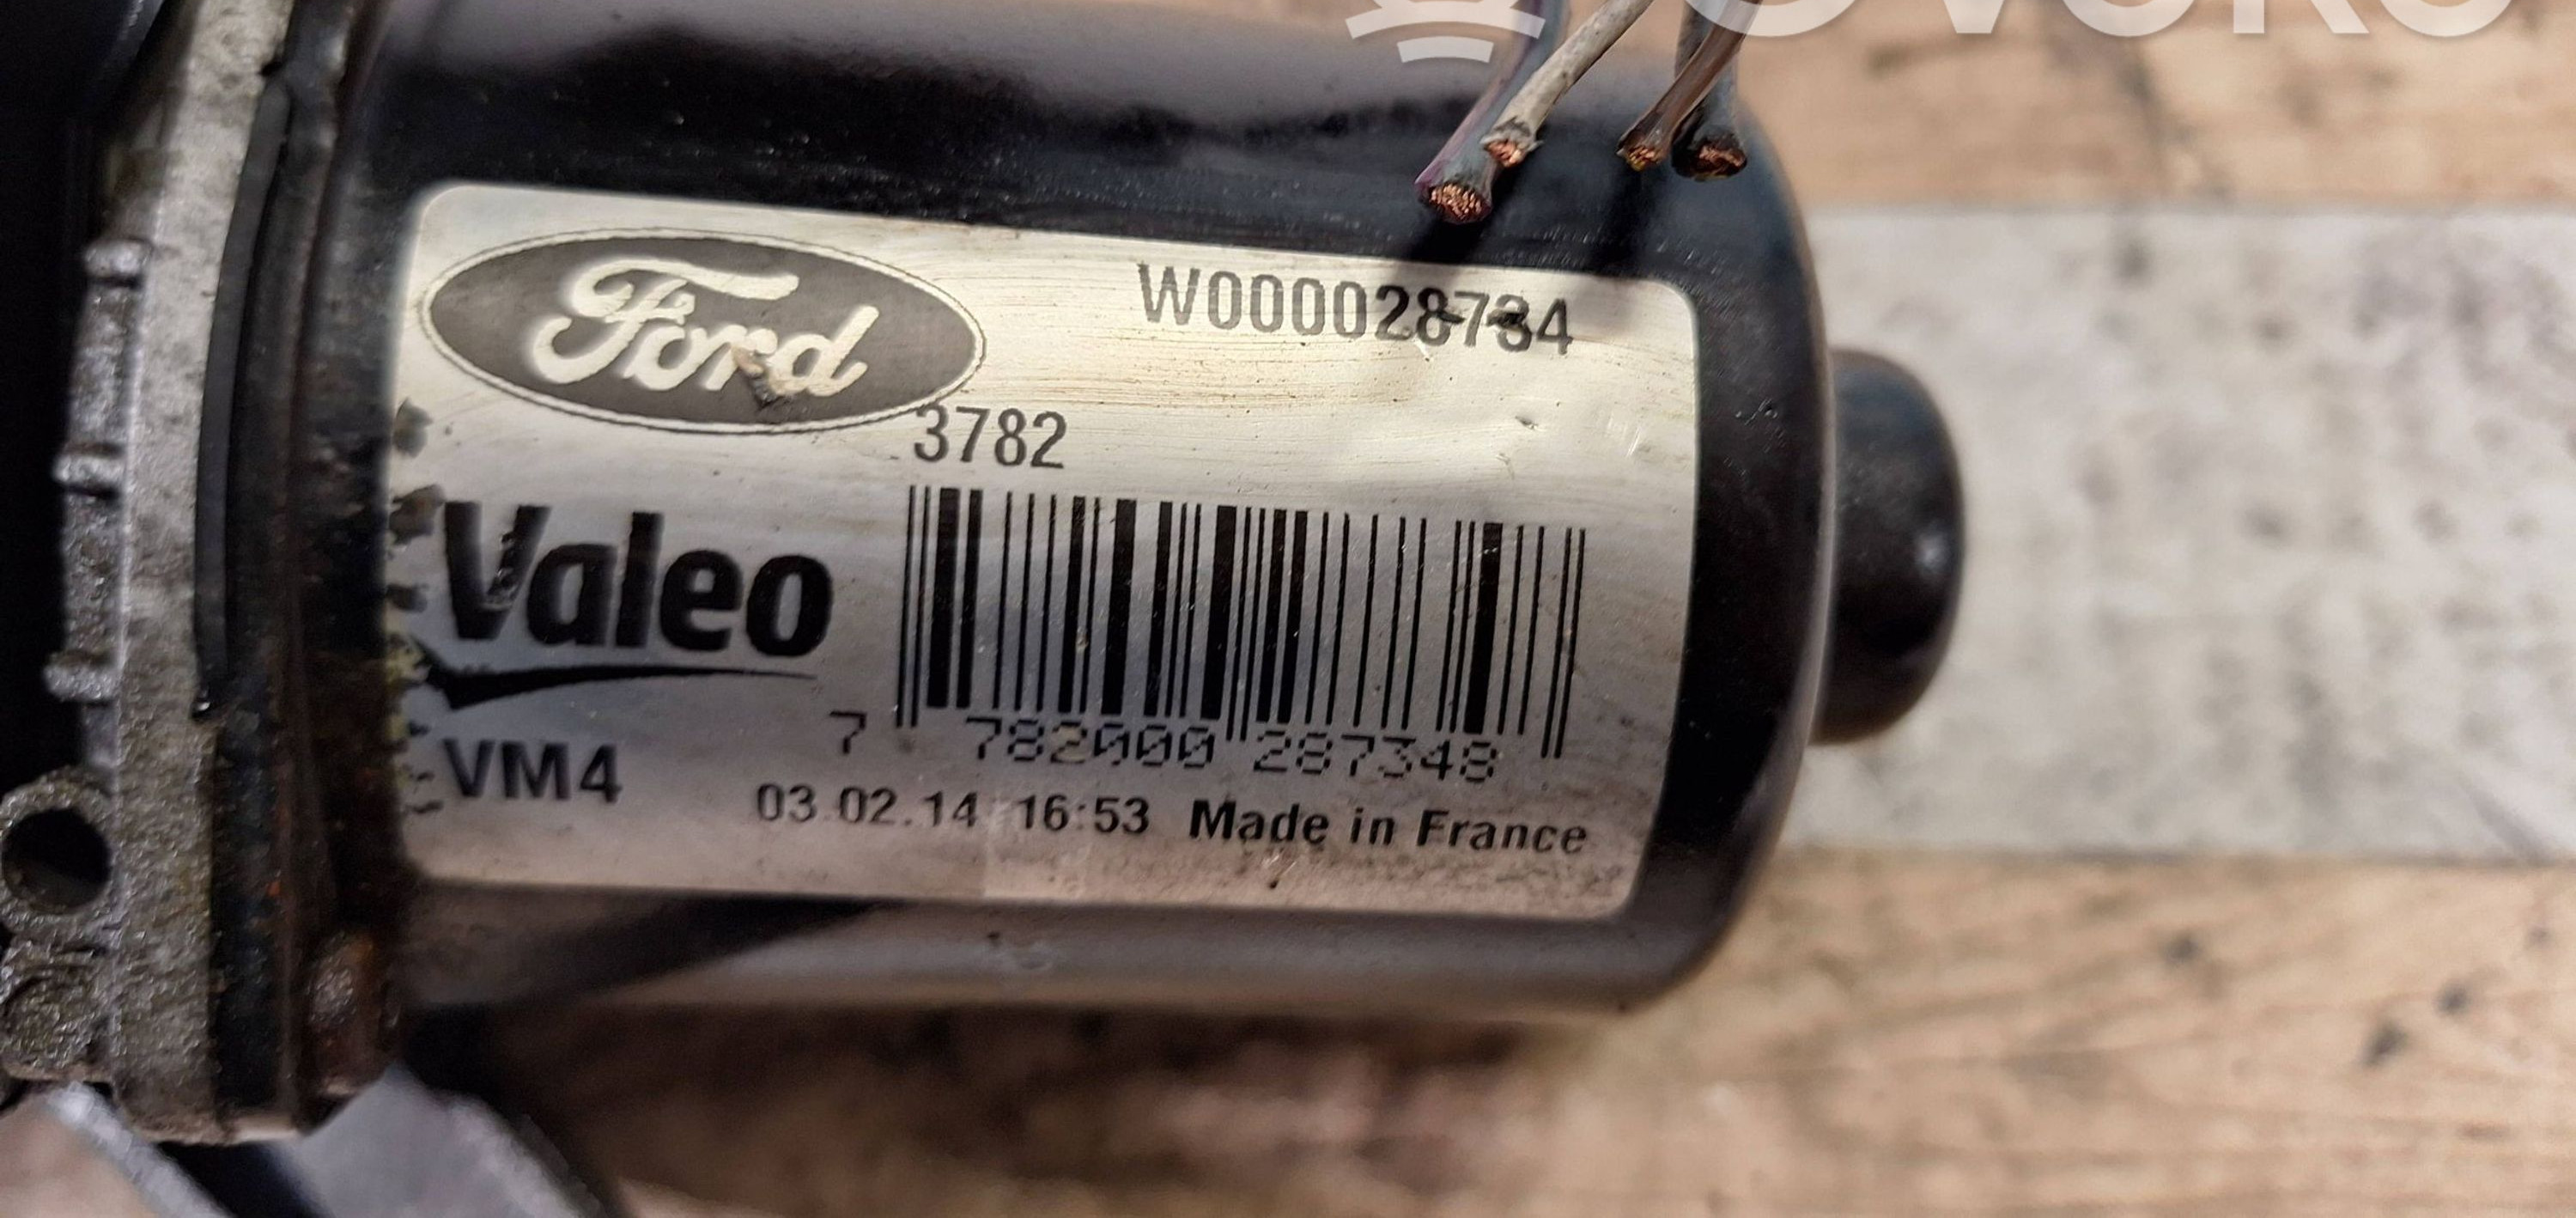 Ford
W000028734
3782
Valeo
7 782000 287348
VM4
03.02.14 16:53 Made in France